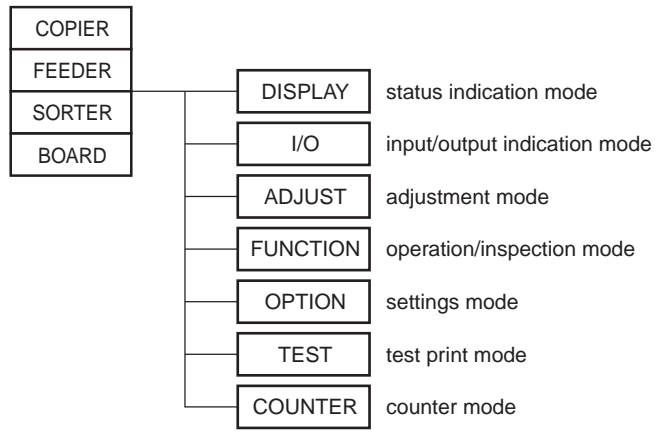 COPIER
FEEDER
SORTER
BOARD
DISPLAY status indication mode
I/O input/output indication mode
ADJUST adjustment mode
FUNCTION operation/inspection mode
OPTION settings mode
TEST test print mode
COUNTER counter mode